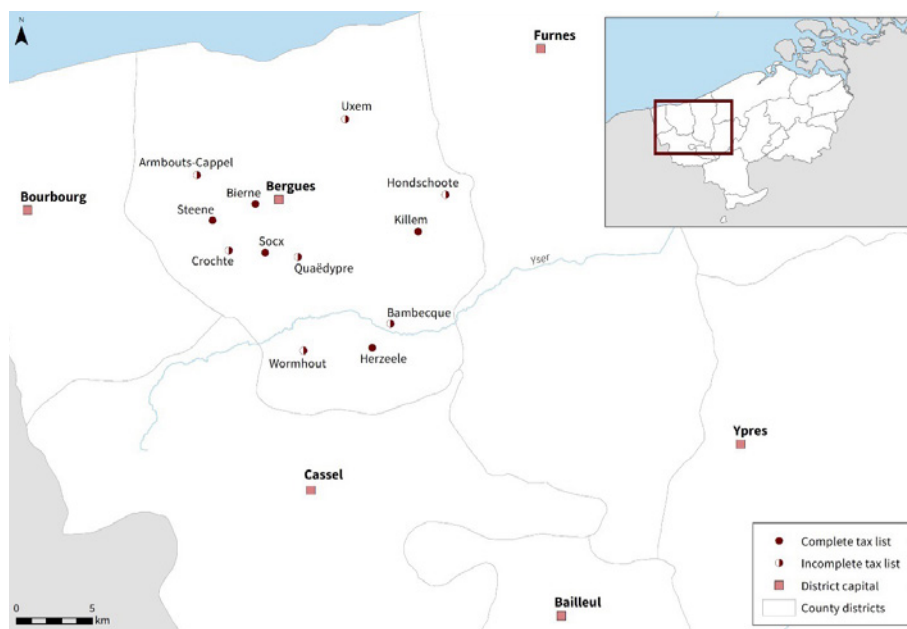 N
Furnes
Uxem
Armbouts-Cappel
Bierne
Bergues
Hondschoote
Bourbourg
Steene
Killem
Socx
Crochte
Quaëdypre
Yser
Bambecque
Wormhout
Herzeele
Ypres
Cassel
Complete tax list
Incomplete tax list
District capital
County districts
Bailleul
0 5
km